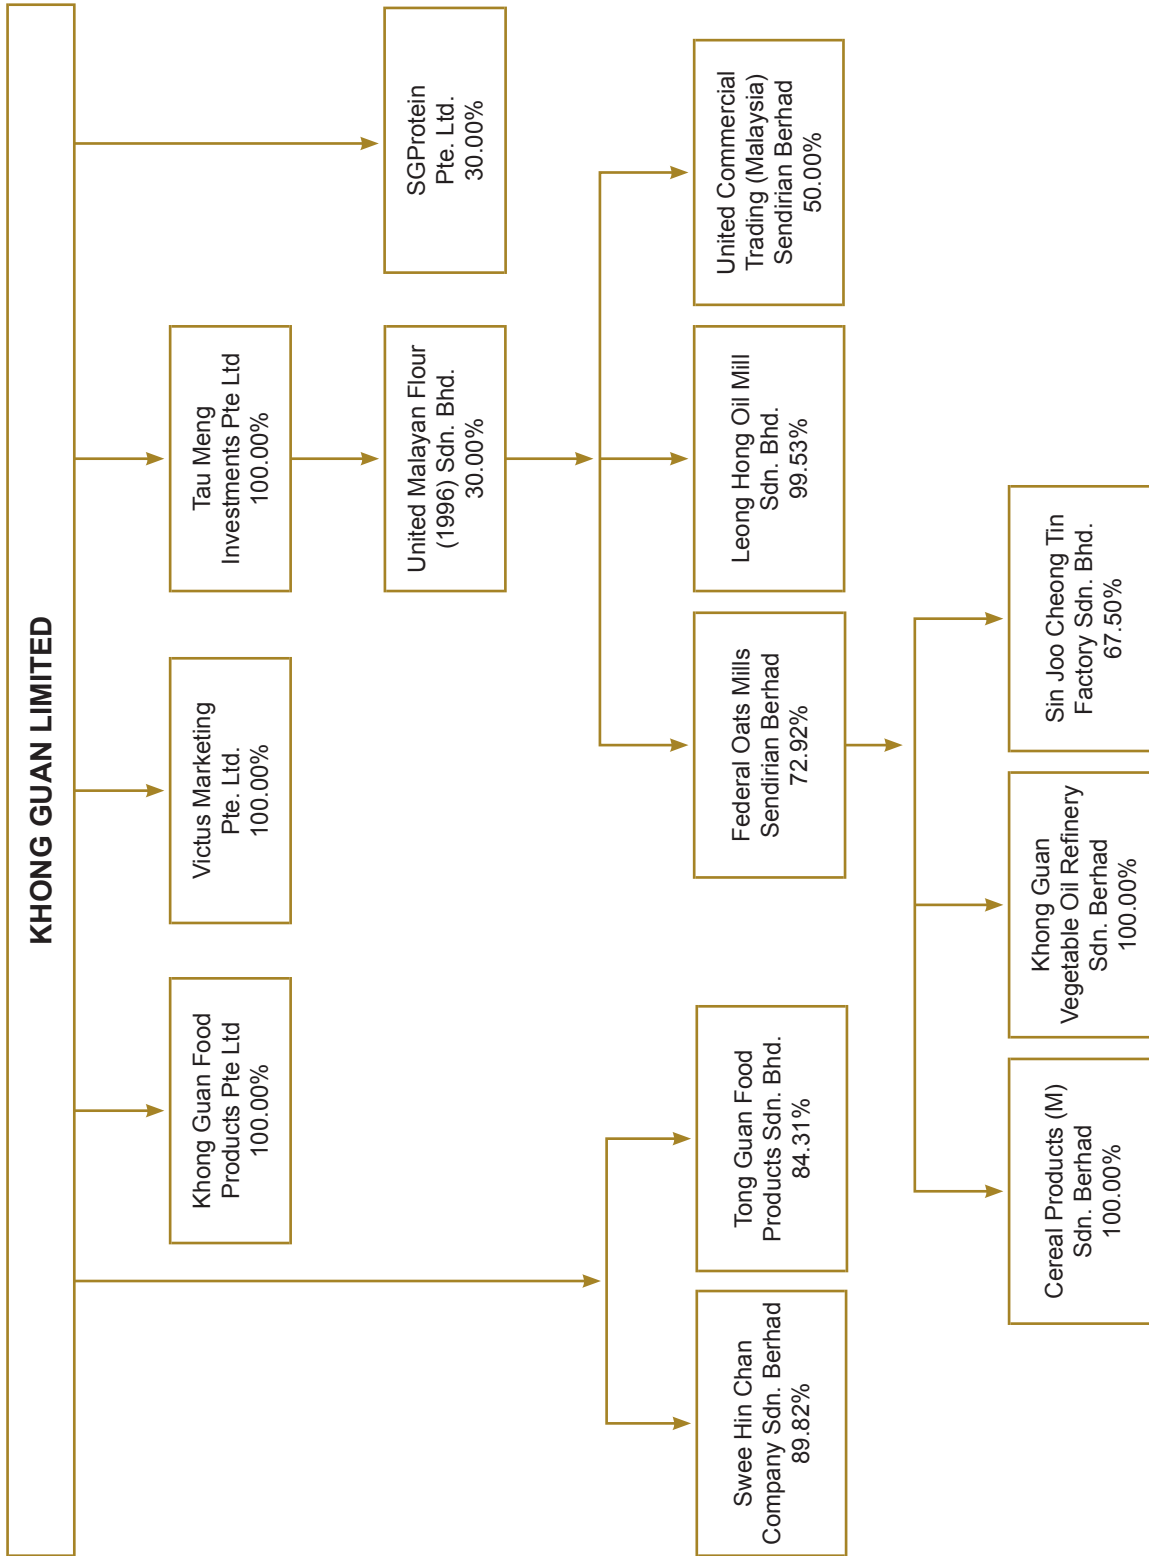 KHONG GUAN LIMITED
Khong Guan Food
Products Pte Ltd
100.00%
Victus Marketing
Pte. Ltd.
100.00%
Tau Meng
Investments Pte Ltd
100.00%
United Malayan Flour
(1996) Sdn. Bhd.
30.00%
SGProtein
Pte. Ltd.
30.00%
Swee Hin Chan
Company Sdn. Berhad
89.82%
Tong Guan Food
Products Sdn. Bhd.
84.31%
Federal Oats Mills
Sendirian Berhad
72.92%
Leong Hong Oil Mill
Sdn. Bhd.
99.53%
United Commercial
Trading (Malaysia)
Sendirian Berhad
50.00%
Cereal Products (M)
Sdn. Berhad
100.00%
Khong Guan
Vegetable Oil Refinery
Sdn. Berhad
100.00%
Sin Joo Cheong Tin
Factory Sdn. Bhd.
67.50%